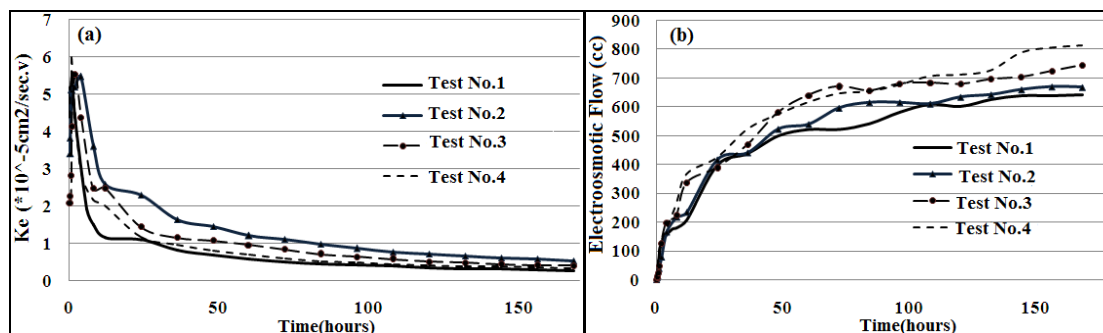 (a)
Ke (*10^-5cm2/sec.v)
7
6
5
4
3
2
1
0
Test No.1
Test No.2
Test No.3
Test No.4
0
50
100
150
Time(hours)
(b)
Electroosmotic Flow (cc)
900
800
700
600
500
400
300
200
100
0
Test No.1
Test No.2
Test No.3
Test No.4
0
50
100
150
Time(hours)